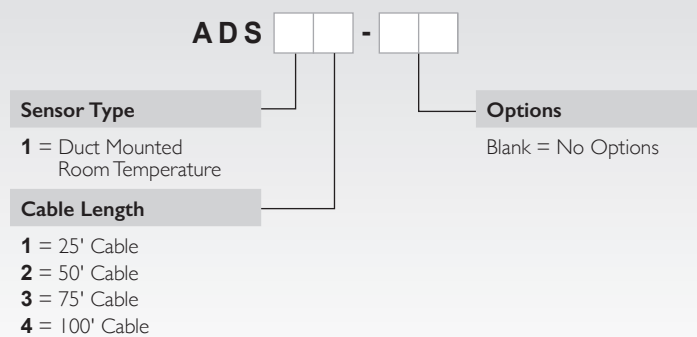 ADS -
Sensor Type
1 = Duct Mounted
Room Temperature
Cable Length
1 = 25' Cable
2 = 50' Cable
3 = 75' Cable
4 = 100' Cable
Options
Blank = No Options